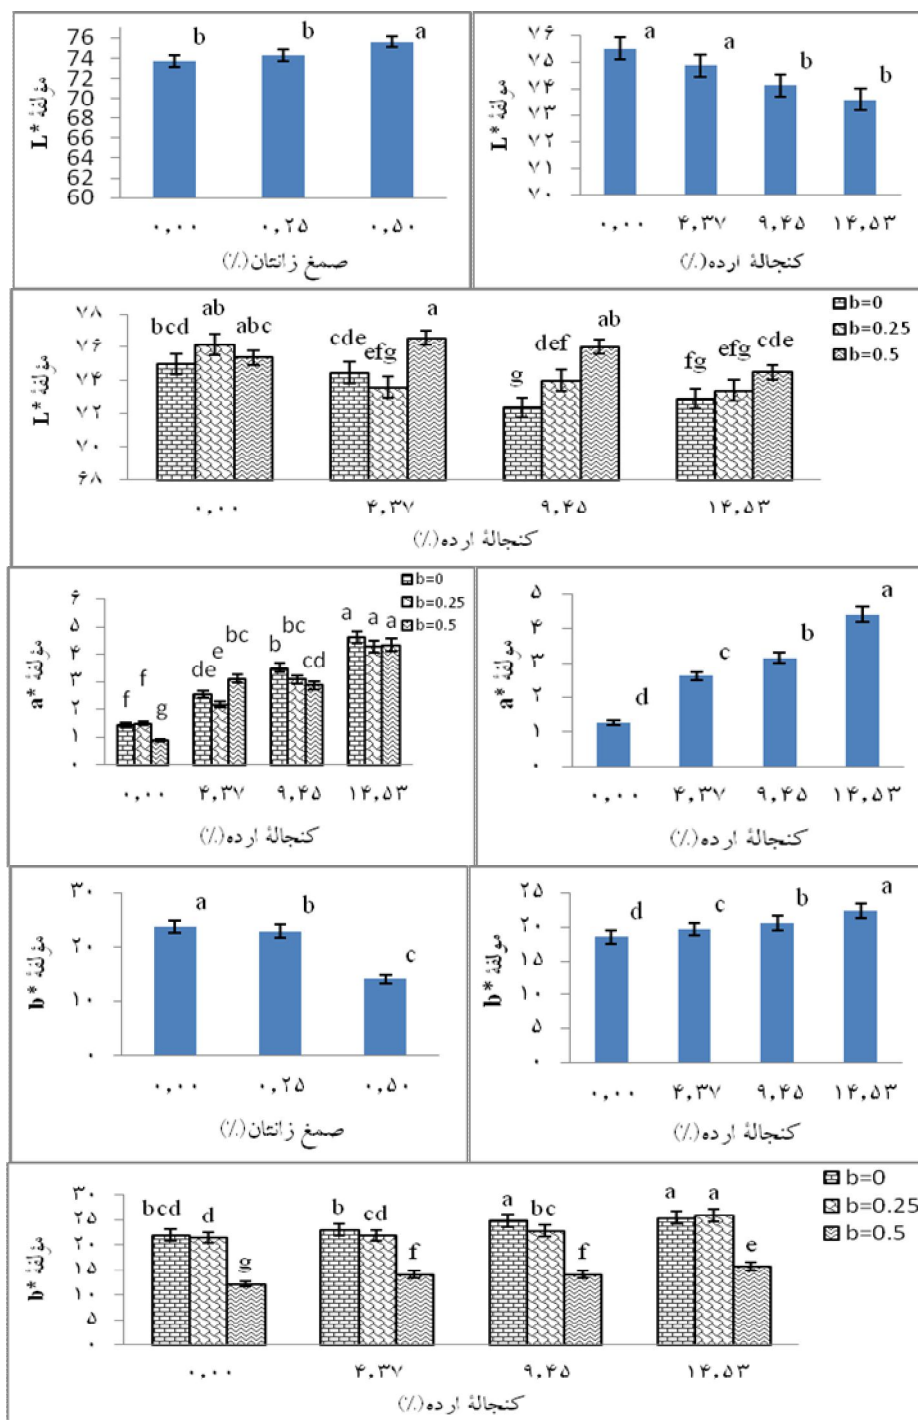 مؤلفهٔ L*
76
74
72
70
68
66
64
62
60
b b a
۰,۰۰ ۰,۲۵ ۰,۵۰
صمغ زانتان(٪)
مولفهٔ L*
۷۶
۷۵
۷۴
۷۳
۷۲
۷۱
۷۰
a a b b
۰,۰۰ ۴,۳۷ ۹,۴۵ ۱۴,۵۳
کنجالهٔ ارده(٪)
مؤلفهٔ L*
۷۸
۷۶
۷۴
۷۲
۷۰
۶۸
bcd ab abc cde efg a g def ab fg efg cde
b=0
b=0.25
b=0.5
۰,۰۰ ۴,۳۷ ۹,۴۵ ۱۴,۵۳
کنجالهٔ ارده(٪)
مؤلفهٔ a*
۶
۵
۴
۳
۲
۱
۰
f f g de e bc b bc cd a a a
b=0
b=0.25
b=0.5
۰,۰۰ ۴,۳۷ ۹,۴۵ ۱۴,۵۳
کنجالهٔ ارده(٪)
مؤلفهٔ a*
۵
۴
۳
۲
۱
۰
d c b a
۰,۰۰ ۴,۳۷ ۹,۴۵ ۱۴,۵۳
کنجالهٔ ارده(٪)
مؤلفهٔ b*
۳۰
۲۰
۱۰
۰
a b c
۰,۰۰ ۰,۲۵ ۰,۵۰
صمغ زانتان(٪)
مولفهٔ b*
۲۵
۲۰
۱۵
۱۰
۵
۰
d c b a
۰,۰۰ ۴,۳۷ ۹,۴۵ ۱۴,۵۳
کنجالهٔ ارده(٪)
مؤلفهٔ b*
۳۰
۲۵
۲۰
۱۵
۱۰
۵
۰
bcd d g b cd f a bc f a a e
b=0
b=0.25
b=0.5
۰,۰۰ ۴,۳۷ ۹,۴۵ ۱۴,۵۳
کنجالهٔ ارده(٪)